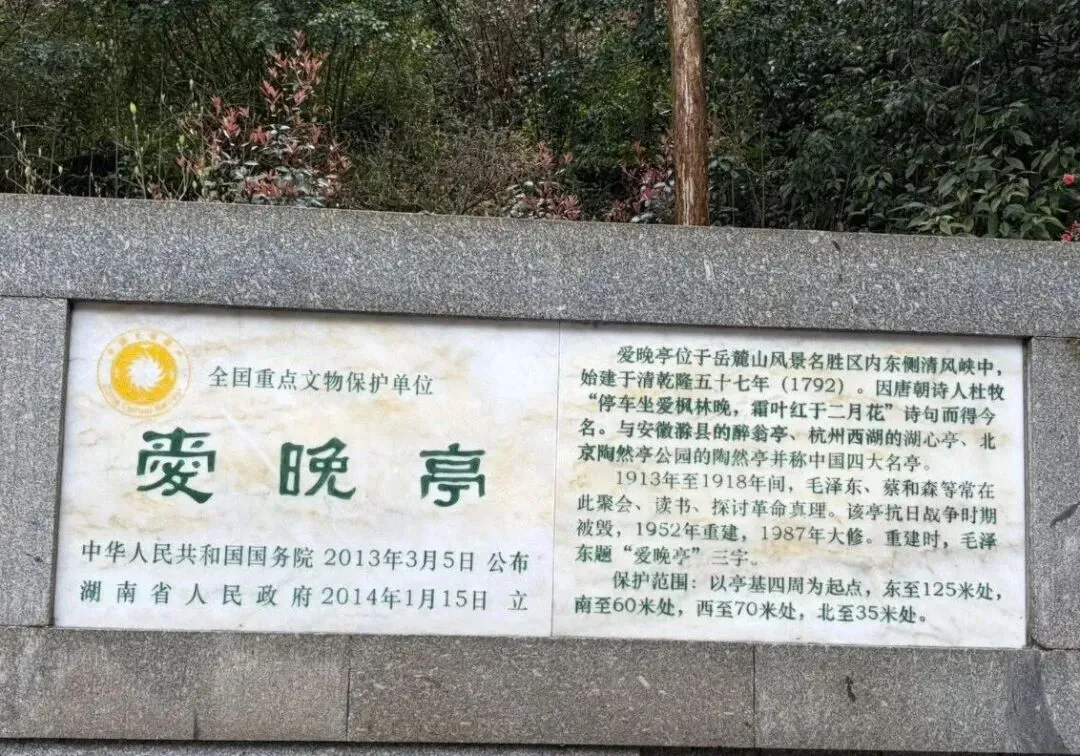 全国重点文物保护单位
愛晚亭
中华人民共和国国务院 2013年3月5日 公布
湖南省人民政府 2014年1月15日 立
爱晚亭位于岳麓山风景名胜区内东侧清风峡中，
始建于清乾隆五十七年（1792）。因唐朝诗人杜牧
“停车坐爱枫林晚，霜叶红于二月花”诗句而得今
名。与安徽滁县的醉翁亭、杭州西湖的湖心亭、北
京陶然亭公园的陶然亭并称中国四大名亭。
1913年至1918年间，毛泽东、蔡和森等常在
此聚会、读书、探讨革命真理。该亭抗日战争时期
被毁，1952年重建，1987年大修。重建时，毛泽
东题“爱晚亭”三字。
保护范围：以亭基四周为起点，东至125米处，
南至60米处，西至70米处，北至35米处。